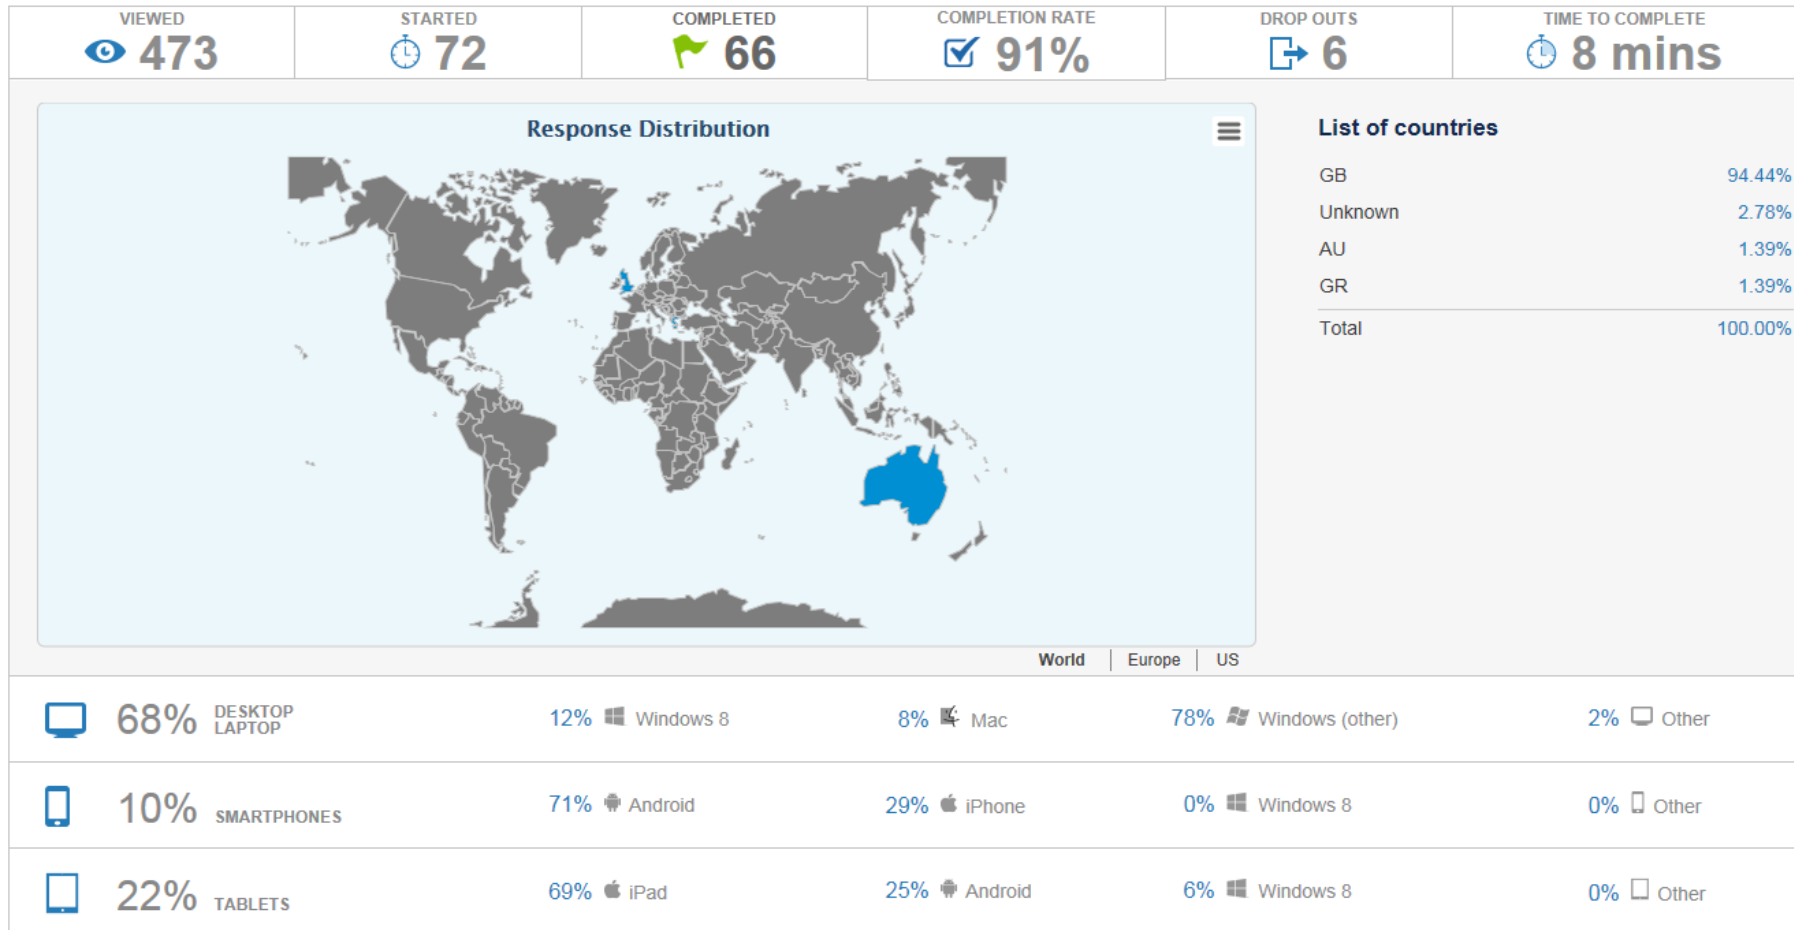 VIEWED STARTED COMPLETED COMPLETION RATE DROP OUTS TIME TO COMPLETE
473 72 66 91% 6 8 mins
Response Distribution
List of countries
GB 94.44%
Unknown 2.78%
AU 1.39%
GR 1.39%
Total 100.00%
World Europe US
68% DESKTOP LAPTOP 12% Windows 8 8% Mac 78% Windows (other) 2% Other
10% SMARTPHONES 71% Android 29% iPhone 0% Windows 8 0% Other
22% TABLETS 69% iPad 25% Android 6% Windows 8 0% Other